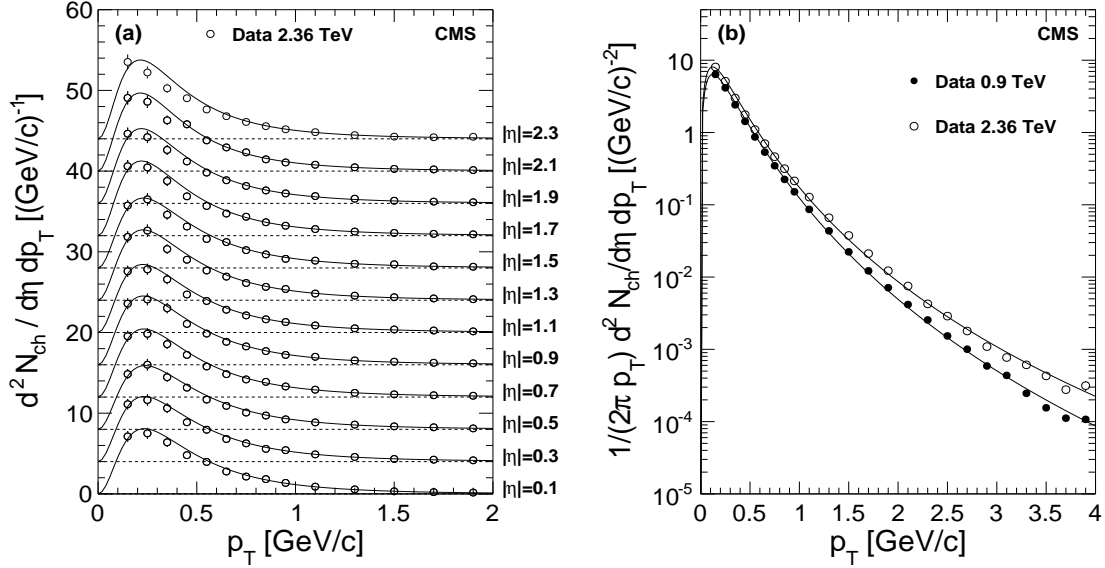 (a)
Data 2.36 TeV
CMS
d² N_ch / dη dp_T [(GeV/c)⁻¹]
60
50
40
30
20
10
0
|η|=2.3
|η|=2.1
|η|=1.9
|η|=1.7
|η|=1.5
|η|=1.3
|η|=1.1
|η|=0.9
|η|=0.7
|η|=0.5
|η|=0.3
|η|=0.1
0 0.5 1 1.5 2
p_T [GeV/c]
(b)
CMS
Data 0.9 TeV
Data 2.36 TeV
1/(2π p_T) d² N_ch/dη dp_T [(GeV/c)⁻²]
10
1
10⁻¹
10⁻²
10⁻³
10⁻⁴
10⁻⁵
0 0.5 1 1.5 2 2.5 3 3.5 4
p_T [GeV/c]